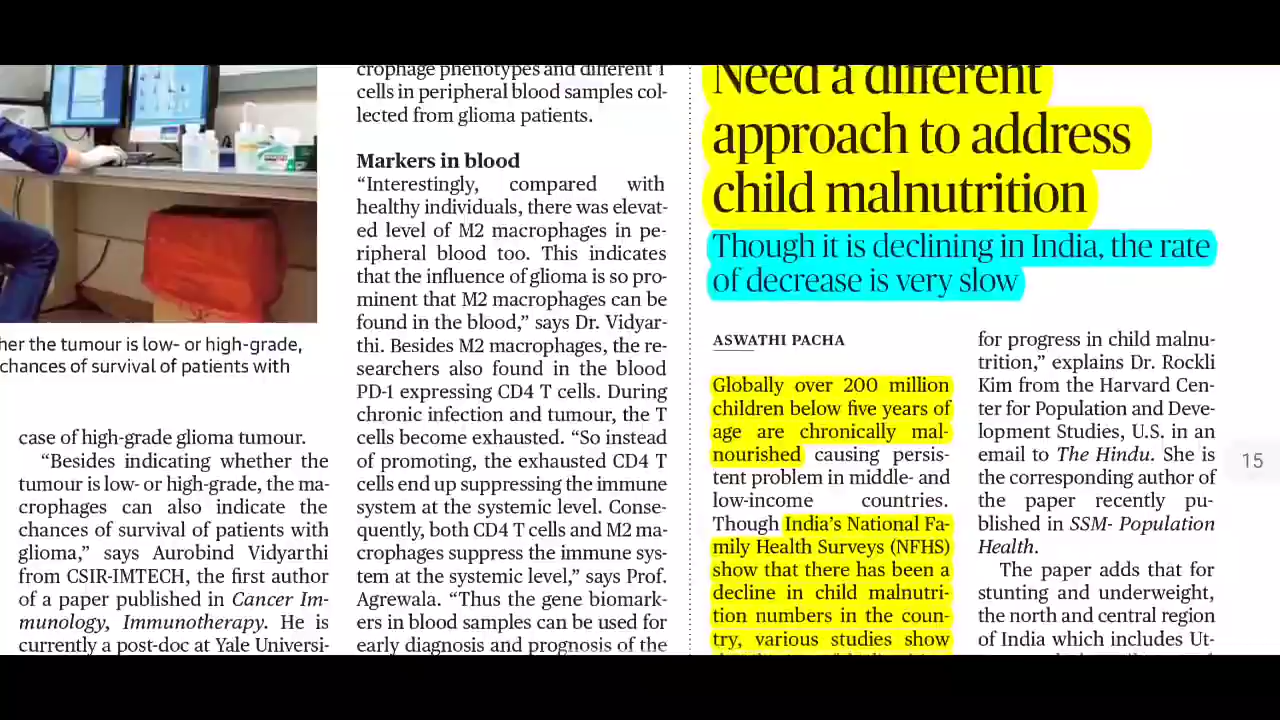 her the tumour is low- or high-grade,
chances of survival of patients with
case of high-grade glioma tumour.
“Besides indicating whether the
tumour is low- or high-grade, the ma-
crophages can also indicate the
chances of survival of patients with
glioma,” says Aurobind Vidyarthi
from CSIR-IMTECH, the first author
of a paper published in Cancer Im-
munology, Immunotherapy. He is
currently a post-doc at Yale Universi-
crophage phenotypes and different T
cells in peripheral blood samples col-
lected from glioma patients.
Markers in blood
“Interestingly, compared with
healthy individuals, there was elevat-
ed level of M2 macrophages in pe-
ripheral blood too. This indicates
that the influence of glioma is so pro-
minent that M2 macrophages can be
found in the blood,” says Dr. Vidyar-
thi. Besides M2 macrophages, the re-
searchers also found in the blood
PD-1 expressing CD4 T cells. During
chronic infection and tumour, the T
cells become exhausted. “So instead
of promoting, the exhausted CD4 T
cells end up suppressing the immune
system at the systemic level. Conse-
quently, both CD4 T cells and M2 ma-
crophages suppress the immune sys-
tem at the systemic level,” says Prof.
Agrewala. “Thus the gene biomark-
ers in blood samples can be used for
early diagnosis and prognosis of the
Need a different
approach to address
child malnutrition
Though it is declining in India, the rate
of decrease is very slow
ASWATHI PACHA
Globally over 200 million
children below five years of
age are chronically mal-
nourished causing persis-
tent problem in middle- and
low-income countries.
Though India’s National Fa-
mily Health Surveys (NFHS)
show that there has been a
decline in child malnutri-
tion numbers in the coun-
try, various studies show
for progress in child malnu-
trition,” explains Dr. Rockli
Kim from the Harvard Cen-
ter for Population and Deve-
lopment Studies, U.S. in an
email to The Hindu. She is
the corresponding author of
the paper recently pu-
blished in SSM- Population
Health.
The paper adds that for
stunting and underweight,
the north and central region
of India which includes Ut-
15